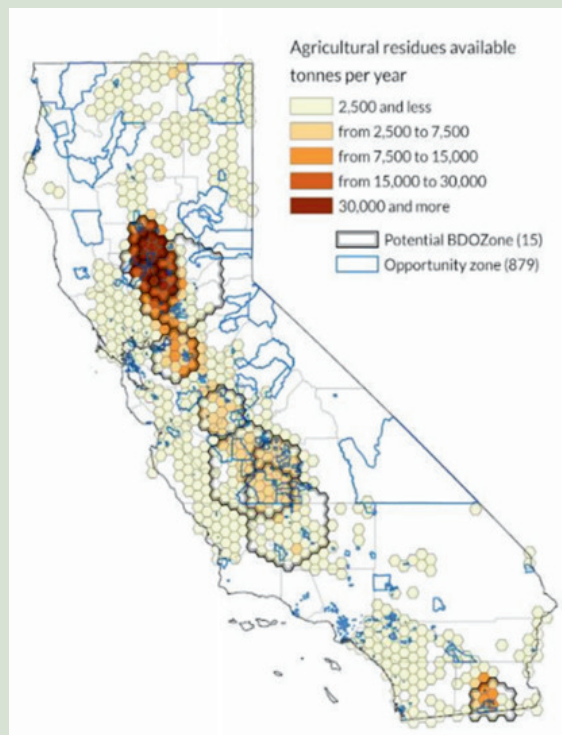 Agricultural residues available
tonnes per year
2,500 and less
from 2,500 to 7,500
from 7,500 to 15,000
from 15,000 to 30,000
30,000 and more
Potential BDOZone (15)
Opportunity zone (879)